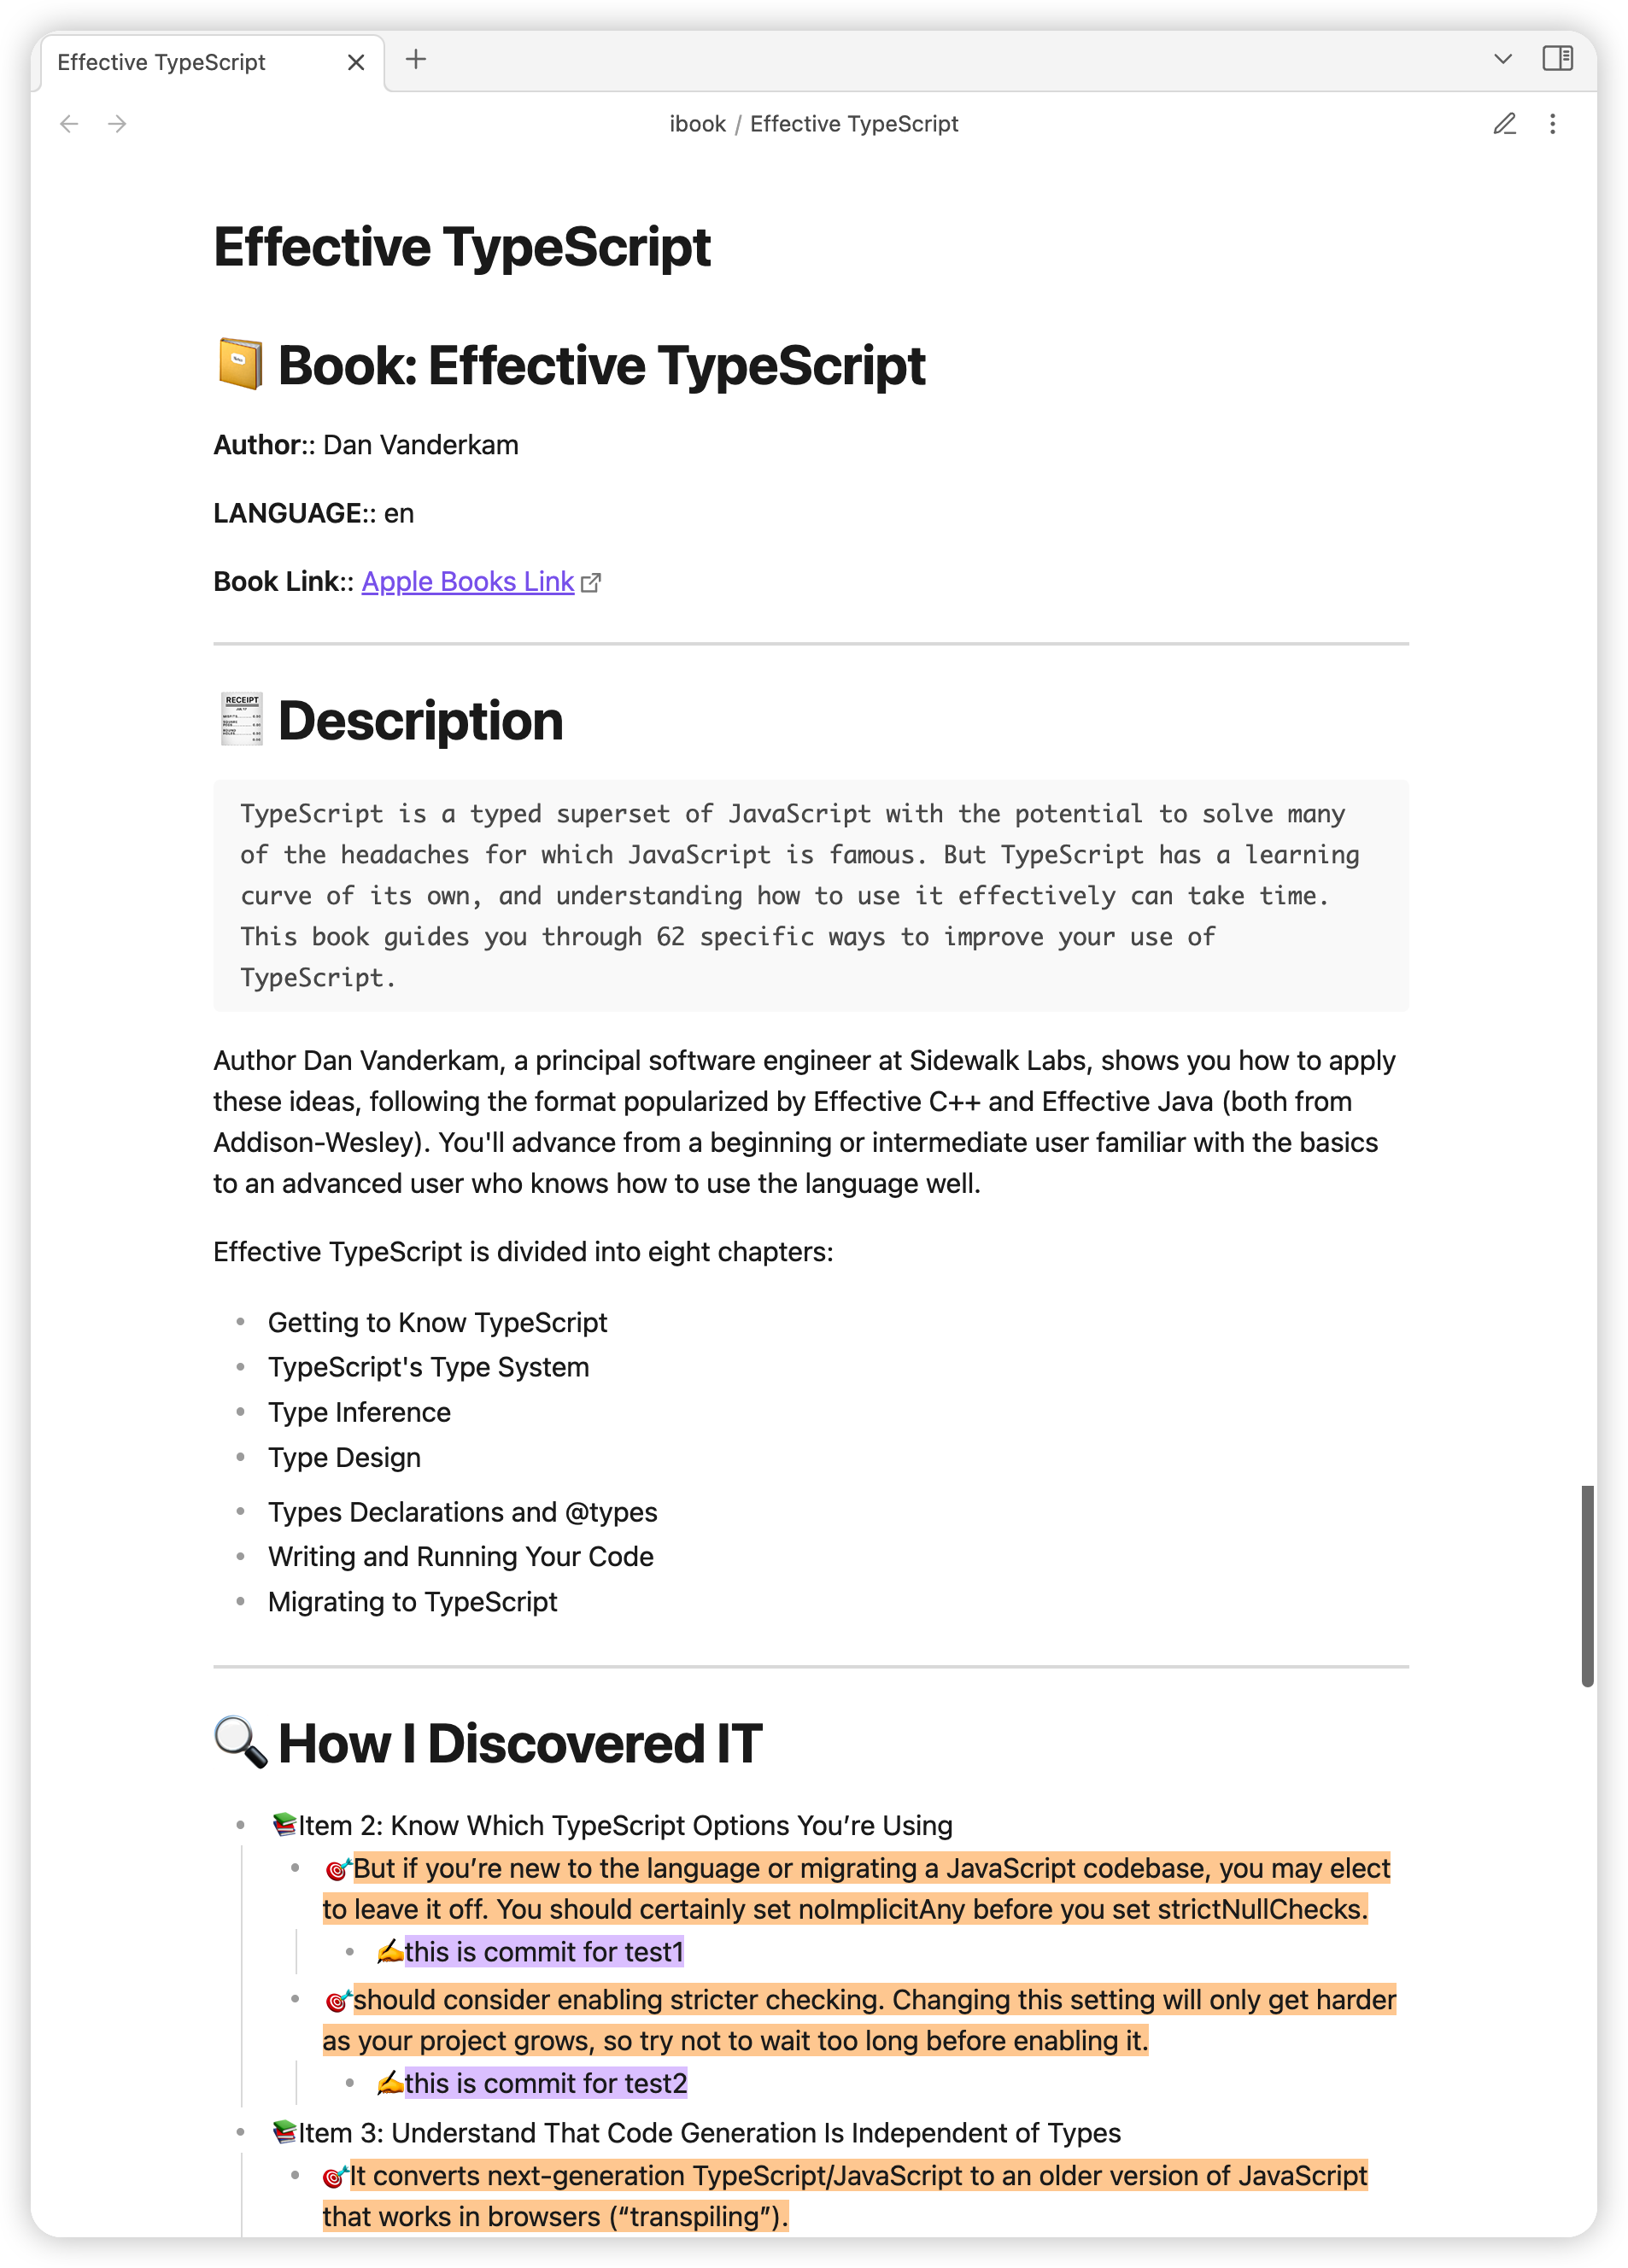 Effective TypeScript
ibook / Effective TypeScript
Effective TypeScript
Book: Effective TypeScript
Author:: Dan Vanderkam
LANGUAGE:: en
Book Link:: Apple Books Link
RECEIPT
Description
TypeScript is a typed superset of JavaScript with the potential to solve many
of the headaches for which JavaScript is famous. But TypeScript has a learning
curve of its own, and understanding how to use it effectively can take time.
This book guides you through 62 specific ways to improve your use of
TypeScript.
Author Dan Vanderkam, a principal software engineer at Sidewalk Labs, shows you how to apply
these ideas, following the format popularized by Effective C++ and Effective Java (both from
Addison-Wesley). You'll advance from a beginning or intermediate user familiar with the basics
to an advanced user who knows how to use the language well.
Effective TypeScript is divided into eight chapters:
Getting to Know TypeScript
TypeScript's Type System
Type Inference
Type Design
Types Declarations and @types
Writing and Running Your Code
Migrating to TypeScript
How I Discovered IT
Item 2: Know Which TypeScript Options You’re Using
But if you’re new to the language or migrating a JavaScript codebase, you may elect
to leave it off. You should certainly set noImplicitAny before you set strictNullChecks.
this is commit for test1
should consider enabling stricter checking. Changing this setting will only get harder
as your project grows, so try not to wait too long before enabling it.
this is commit for test2
Item 3: Understand That Code Generation Is Independent of Types
It converts next-generation TypeScript/JavaScript to an older version of JavaScript
that works in browsers (“transpiling”).